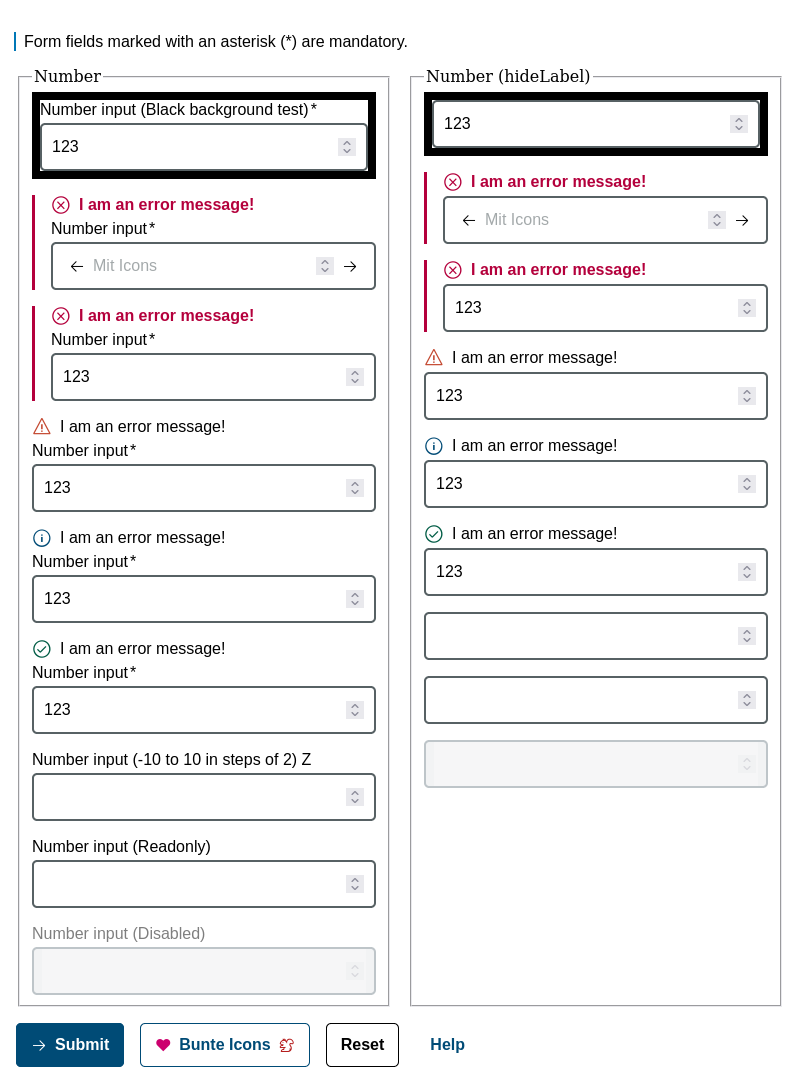 Form fields marked with an asterisk (*) are mandatory.
Number
Number input (Black background test)*
123
I am an error message!
Number input*
Mit Icons
I am an error message!
Number input*
123
I am an error message!
Number input*
123
I am an error message!
Number input*
123
I am an error message!
Number input*
123
Number input (-10 to 10 in steps of 2) Z
Number input (Readonly)
Number input (Disabled)
Number (hideLabel)
123
I am an error message!
Mit Icons
I am an error message!
123
I am an error message!
123
I am an error message!
123
I am an error message!
123
Submit
Bunte Icons
Reset
Help